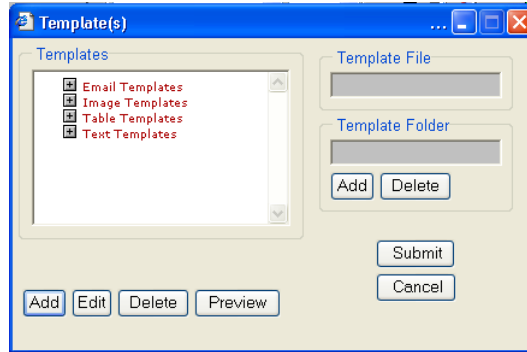 Template(s)
...
Templates
Email Templates
Image Templates
Table Templates
Text Templates
Template File
Template Folder
Add Delete
Submit
Cancel
Add Edit Delete Preview